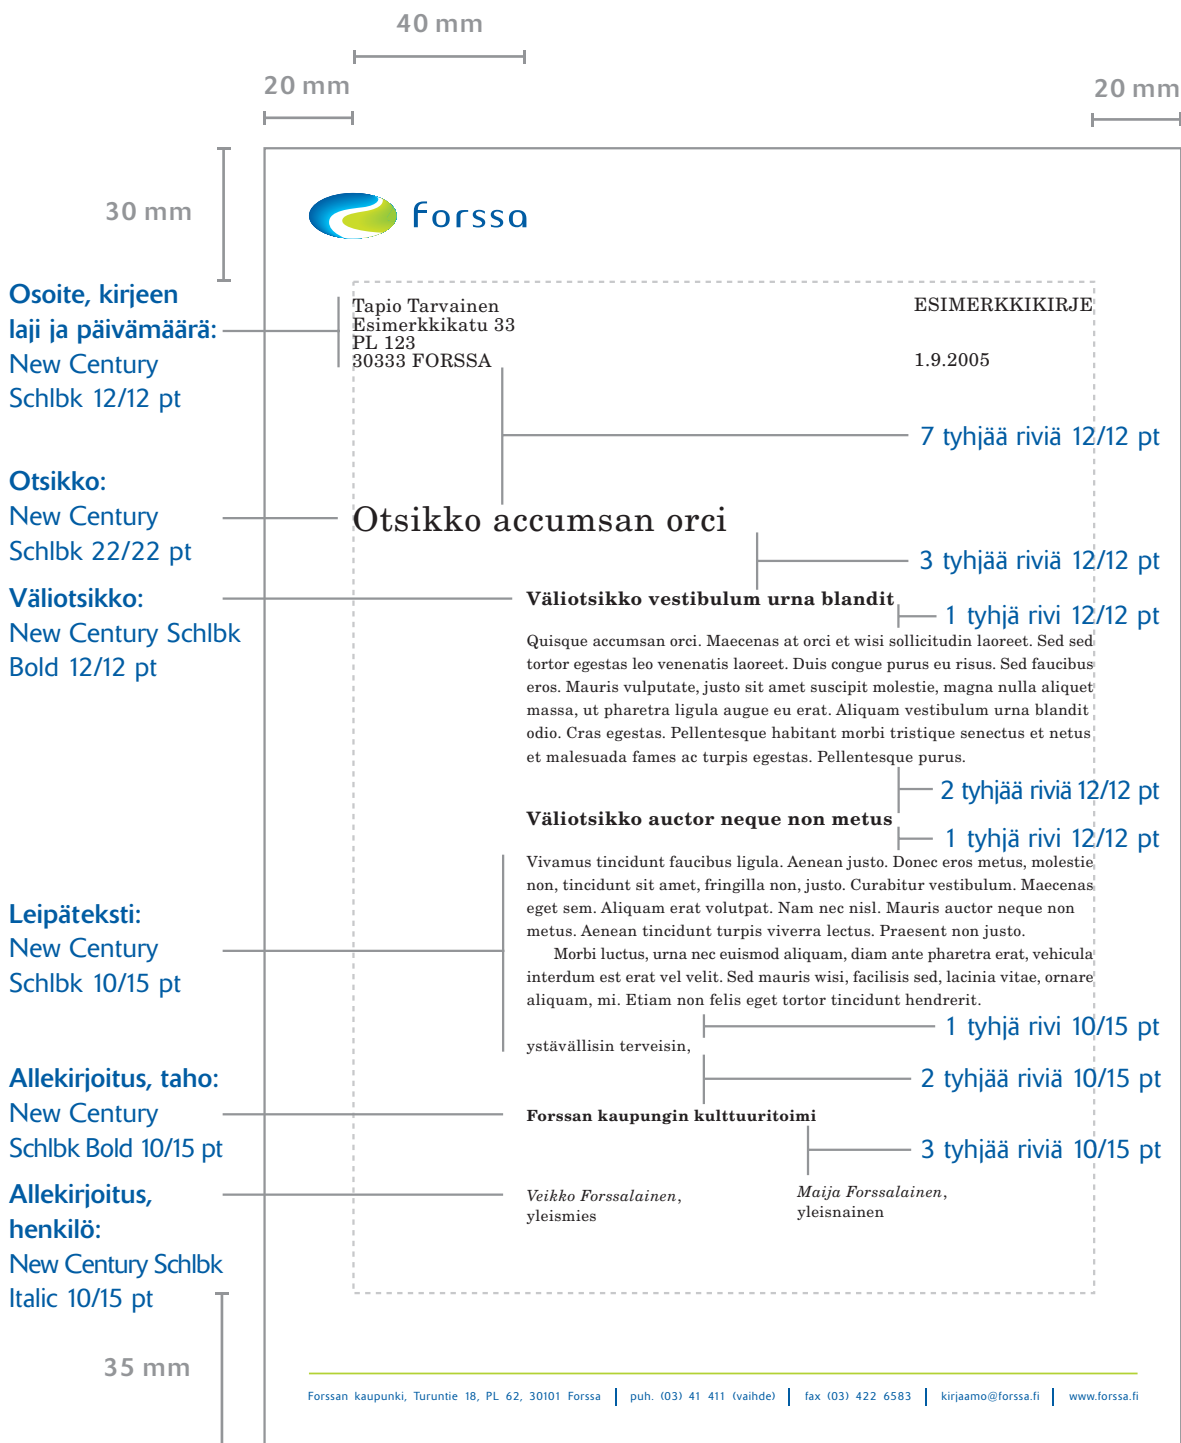 40 mm
20 mm
20 mm
30 mm
forssa
Osoite, kirjeen
laji ja päivämäärä:
New Century
Schlbk 12/12 pt
Tapio Tarvainen
Esimerkkikatu 33
PL 123
30333 FORSSA
ESIMERKKIKIRJE
1.9.2005
7 tyhjää riviä 12/12 pt
Otsikko:
New Century
Schlbk 22/22 pt
Otsikko accumsan orci
3 tyhjää riviä 12/12 pt
Väliotsikko:
New Century Schlbk
Bold 12/12 pt
Väliotsikko vestibulum urna blandit
1 tyhjä rivi 12/12 pt
Quisque accumsan orci. Maecenas at orci et wisi sollicitudin laoreet. Sed sed
tortor egestas leo venenatis laoreet. Duis congue purus eu risus. Sed faucibus
eros. Mauris vulputate, justo sit amet suscipit molestie, magna nulla aliquet
massa, ut pharetra ligula augue eu erat. Aliquam vestibulum urna blandit
odio. Cras egestas. Pellentesque habitant morbi tristique senectus et netus
et malesuada fames ac turpis egestas. Pellentesque purus.
2 tyhjää riviä 12/12 pt
Väliotsikko auctor neque non metus
1 tyhjä rivi 12/12 pt
Leipäteksti:
New Century
Schlbk 10/15 pt
Vivamus tincidunt faucibus ligula. Aenean justo. Donec eros metus, molestie
non, tincidunt sit amet, fringilla non, justo. Curabitur vestibulum. Maecenas
eget sem. Aliquam erat volutpat. Nam nec nisl. Mauris auctor neque non
metus. Aenean tincidunt turpis viverra lectus. Praesent non justo.
Morbi luctus, urna nec euismod aliquam, diam ante pharetra erat, vehicula
interdum est erat vel velit. Sed mauris wisi, facilisis sed, lacinia vitae, ornare
aliquam, mi. Etiam non felis eget tortor tincidunt hendrerit.
1 tyhjä rivi 10/15 pt
ystävällisin terveisin,
2 tyhjää riviä 10/15 pt
Allekirjoitus, taho:
New Century
Schlbk Bold 10/15 pt
Forssan kaupungin kulttuuritoimi
3 tyhjää riviä 10/15 pt
Allekirjoitus,
henkilö:
New Century Schlbk
Italic 10/15 pt
Veikko Forssalainen,
yleismies
Maija Forssalainen,
yleisnainen
35 mm
Forssan kaupunki, Turuntie 18, PL 62, 30101 Forssa | puh. (03) 41 411 (vaihde) | fax (03) 422 6583 | kirjaamo@forssa.fi | www.forssa.fi